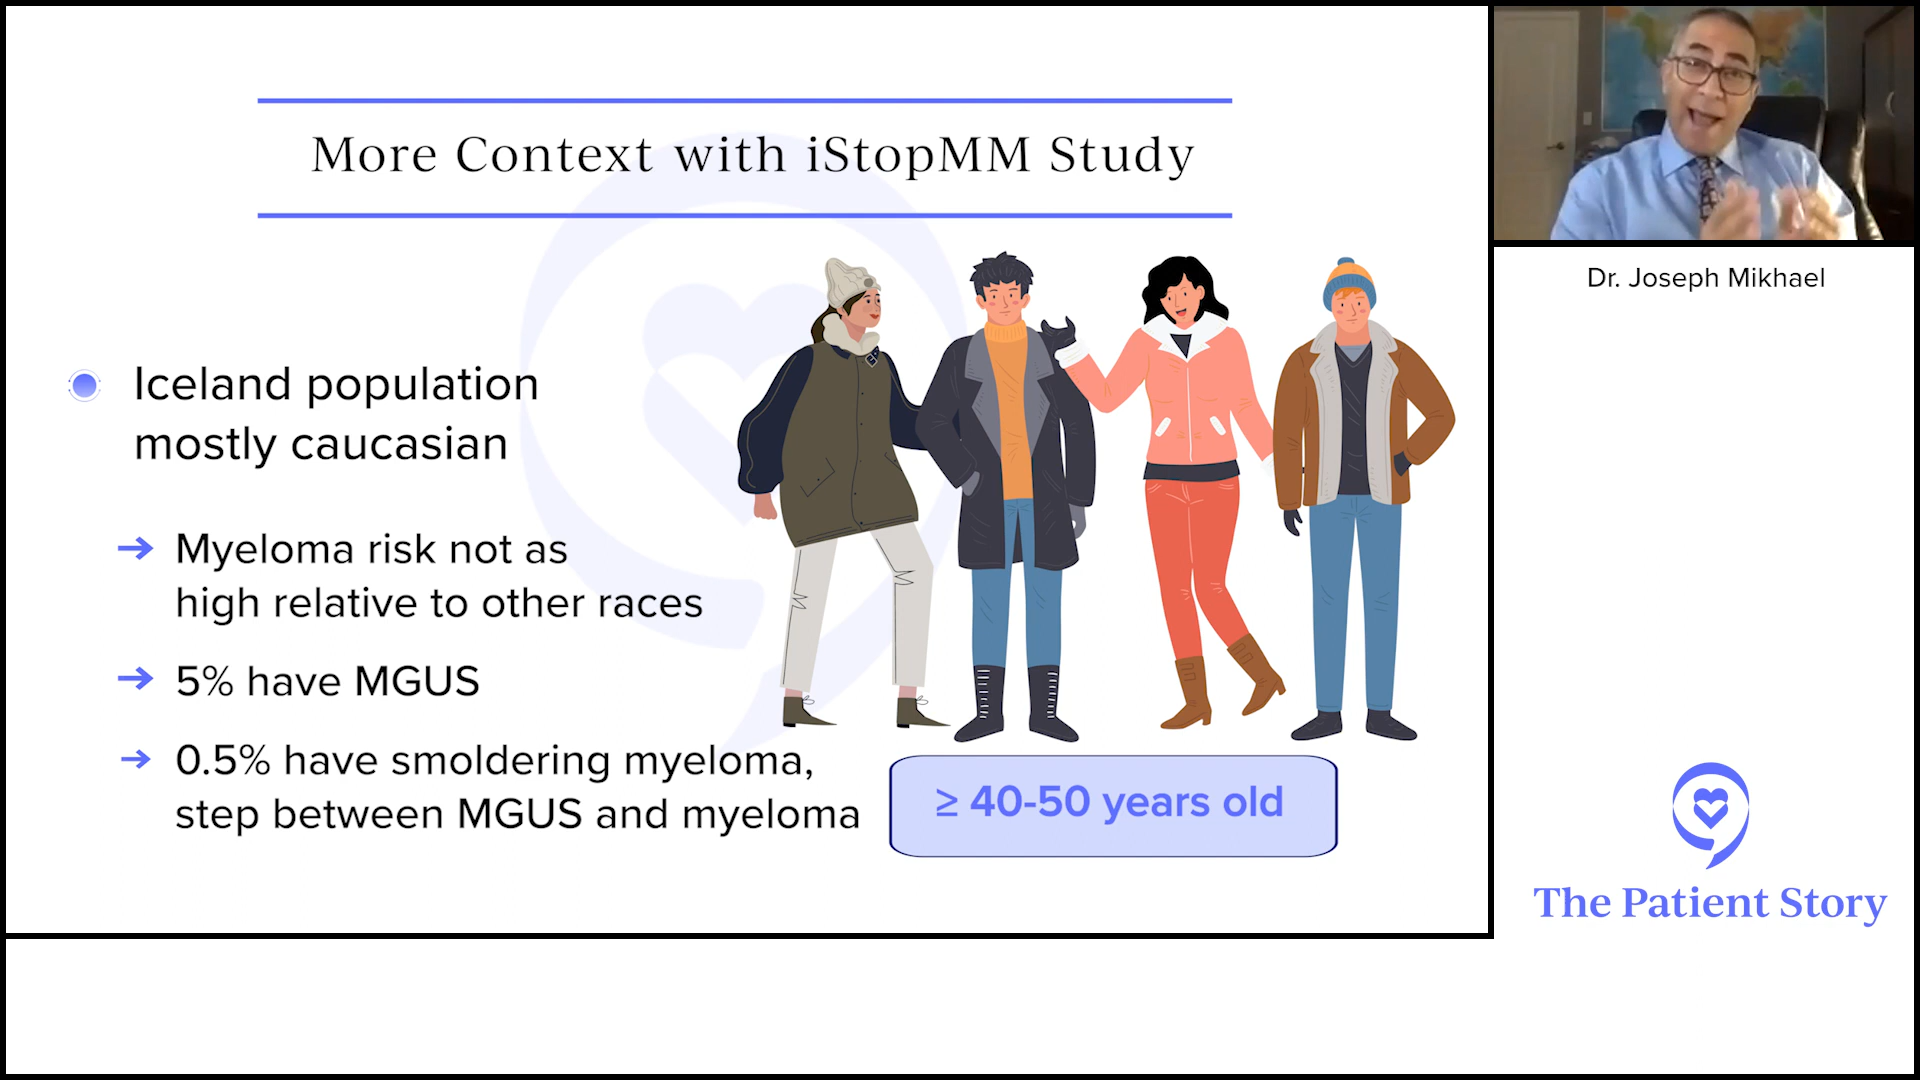 More Context with iStopMM Study
Iceland population
mostly caucasian
Myeloma risk not as
high relative to other races
5% have MGUS
0.5% have smoldering myeloma,
step between MGUS and myeloma
≥ 40-50 years old
Dr. Joseph Mikhael
The Patient Story